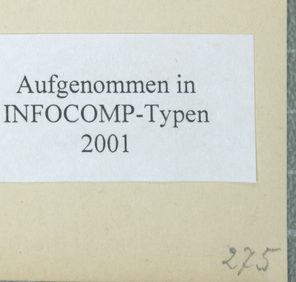 Aufgenommen in
INFOCOMP-Typen
2001
275